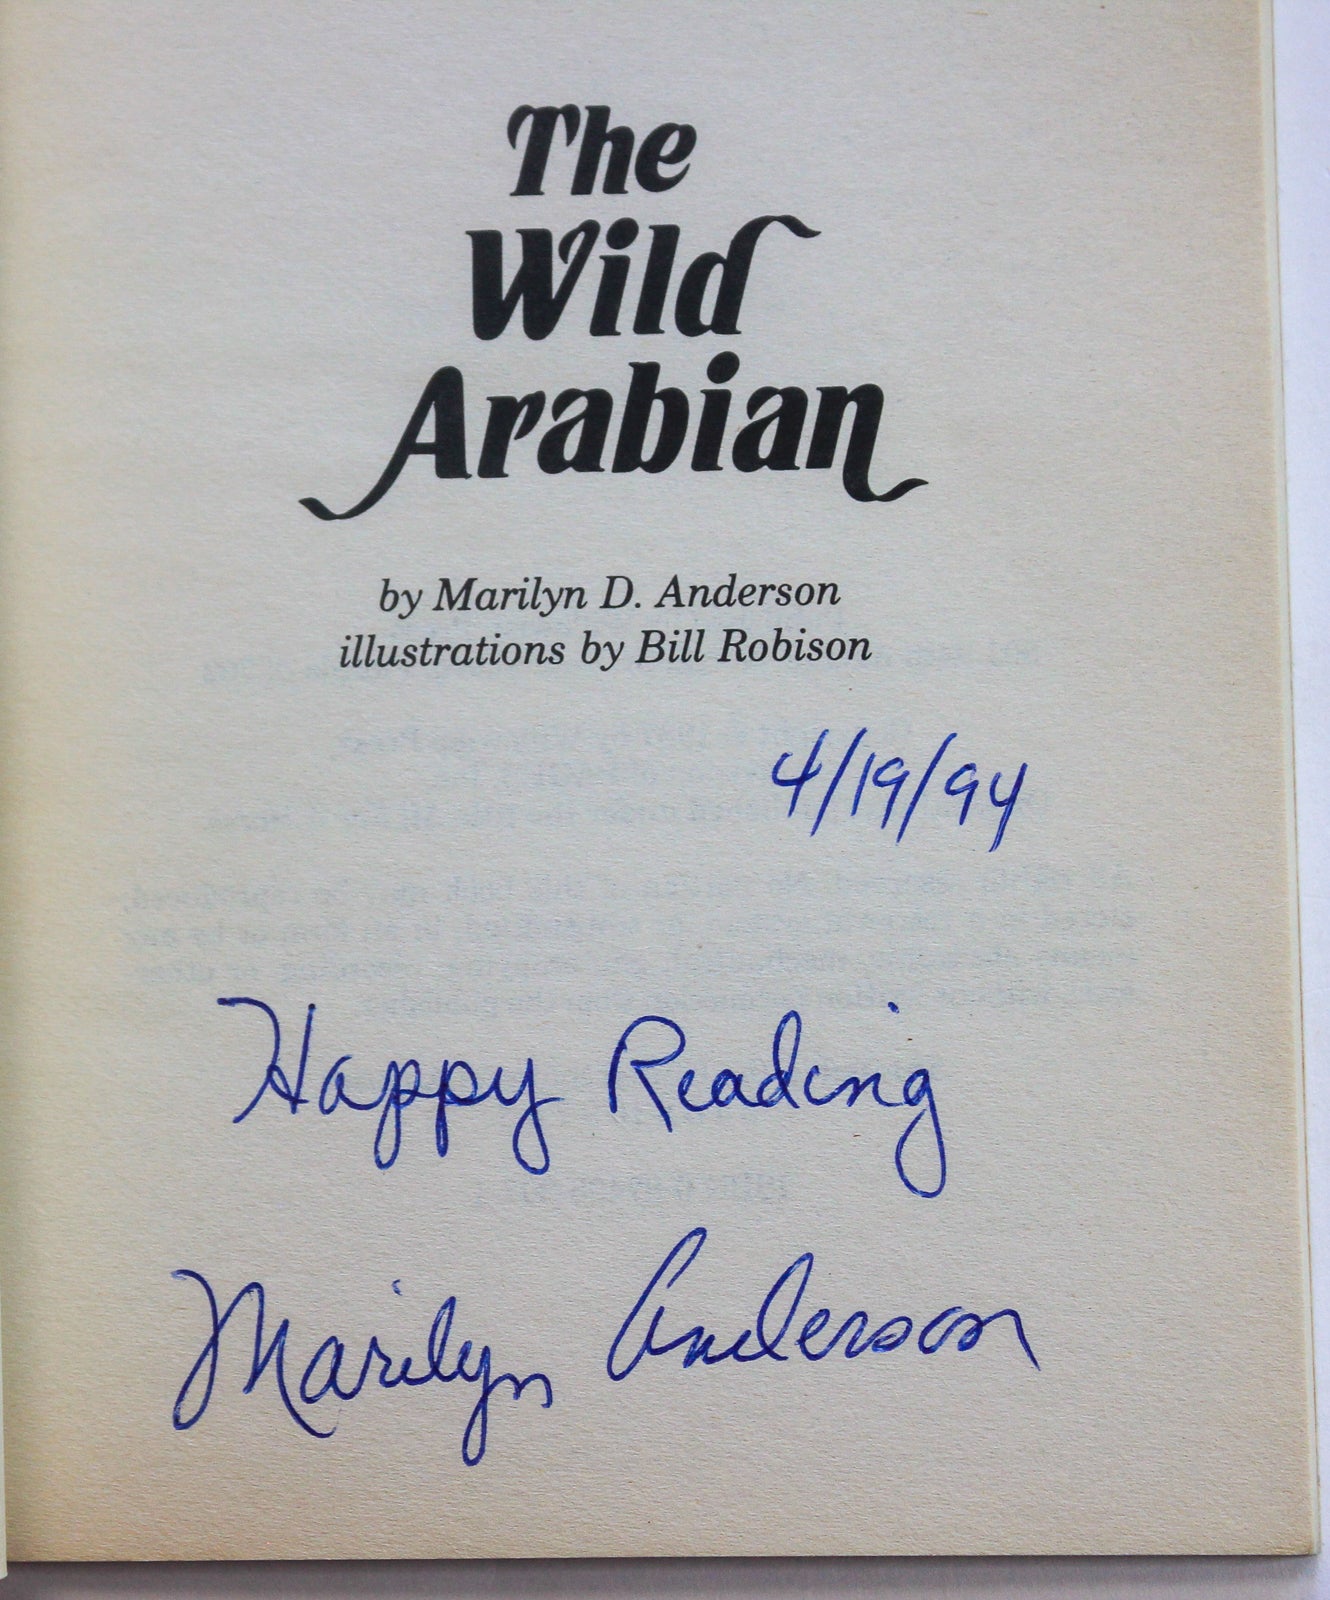 The
Wild
Arabian
by Marilyn D. Anderson
illustrations by Bill Robison
4/19/94
Happy Reading
Marilyn Anderson